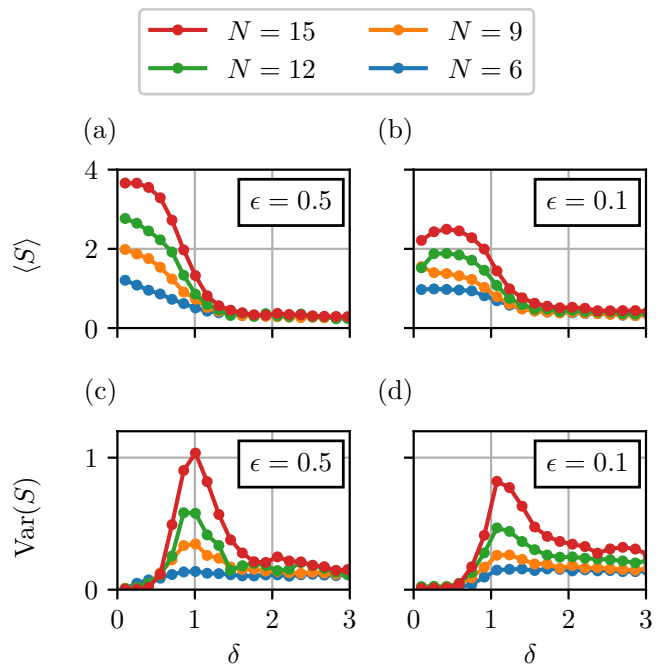 N = 15
N = 9
N = 12
N = 6
(a)
(b)
4
2
0
⟨S⟩
ϵ = 0.5
ϵ = 0.1
(c)
(d)
1
0
Var(S)
ϵ = 0.5
ϵ = 0.1
0 1 2 3
0 1 2 3
δ
δ